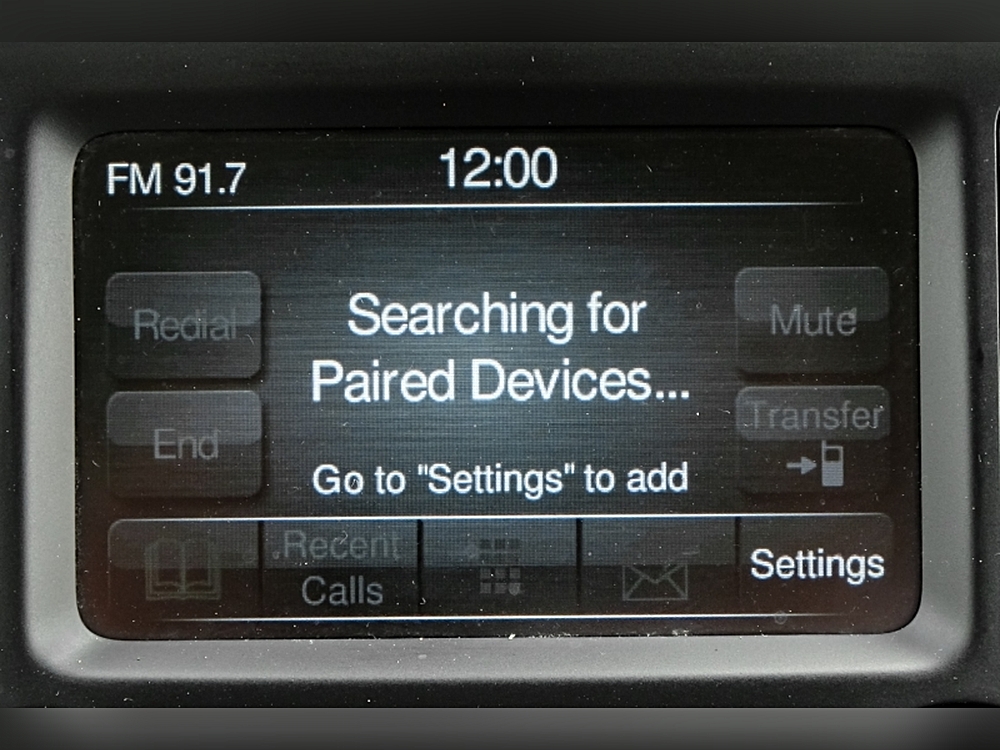 FM 91.7
12:00
Redial
Searching for
Paired Devices...
Mute
End
Transfer
Go to "Settings" to add
Recent
Calls
Settings